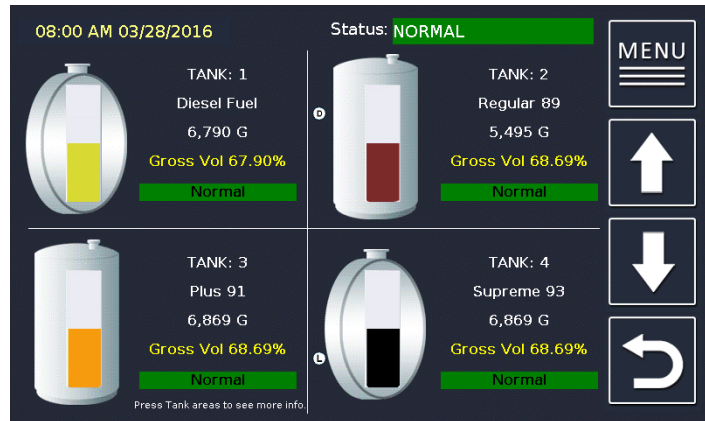 08:00 AM 03/28/2016
Status: NORMAL
MENU
TANK: 1
Diesel Fuel
6,790 G
Gross Vol 67.90%
Normal
D
TANK: 2
Regular 89
5,495 G
Gross Vol 68.69%
Normal
TANK: 3
Plus 91
6,869 G
Gross Vol 68.69%
Normal
Press Tank areas to see more info.
L
TANK: 4
Supreme 93
6,869 G
Gross Vol 68.69%
Normal